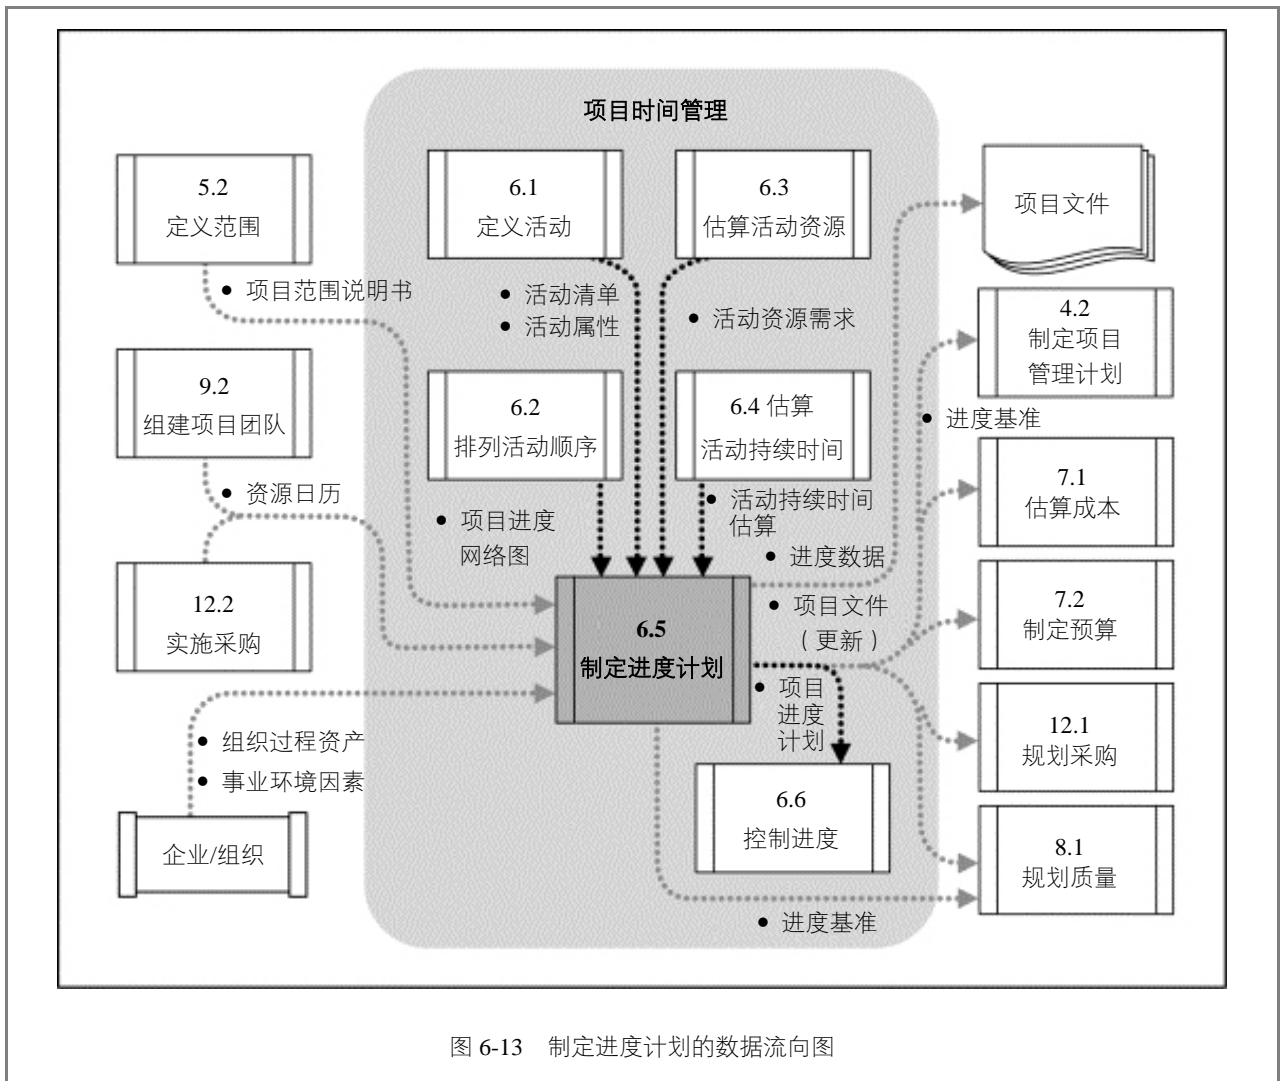 项目时间管理
5.2
定义范围
● 项目范围说明书
9.2
组建项目团队
● 资源日历
12.2
实施采购
● 组织过程资产
● 事业环境因素
企业/组织
6.1
定义活动
● 活动清单
● 活动属性
6.3
估算活动资源
● 活动资源需求
6.2
排列活动顺序
● 项目进度
网络图
6.4 估算
活动持续时间
● 活动持续时间
估算
● 进度数据
● 项目文件
（更新）
6.5
制定进度计划
● 项目
进度
计划
6.6
控制进度
● 进度基准
项目文件
4.2
制定项目
管理计划
● 进度基准
7.1
估算成本
7.2
制定预算
12.1
规划采购
8.1
规划质量
图 6-13 制定进度计划的数据流向图